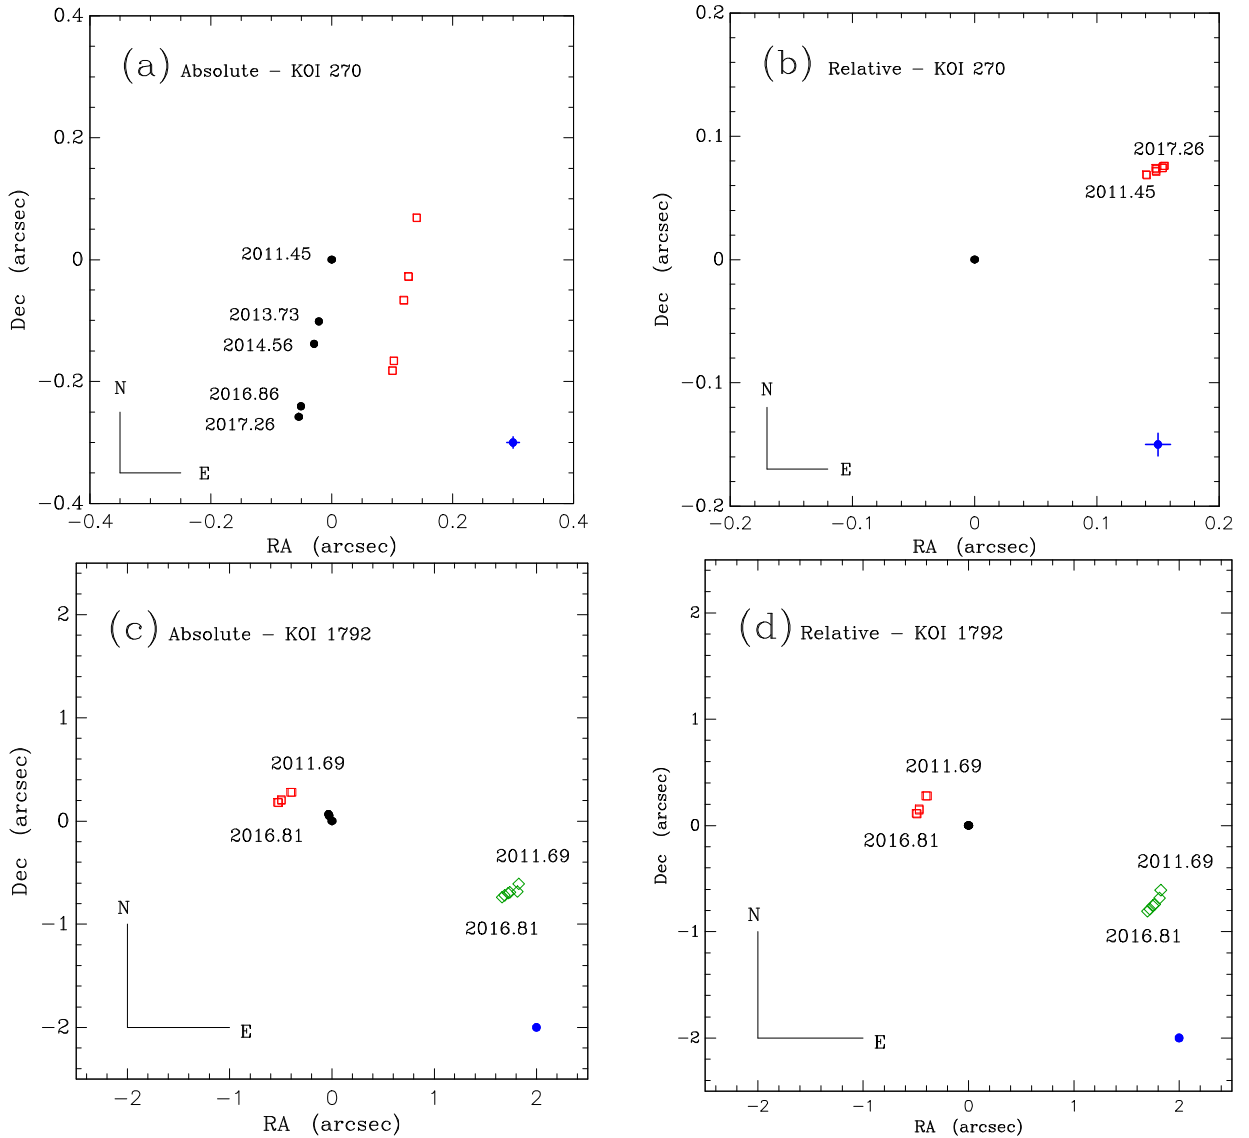 (a) Absolute − KOI 270
0.4
0.2
0
−0.2
−0.4
Dec (arcsec)
2011.45
2013.73
2014.56
2016.86
2017.26
N
E
−0.4 −0.2 0 0.2 0.4
RA (arcsec)
(b) Relative − KOI 270
0.2
0.1
0
−0.1
−0.2
Dec (arcsec)
2017.26
2011.45
N
E
−0.2 −0.1 0 0.1 0.2
RA (arcsec)
(c) Absolute − KOI 1792
2
1
0
−1
−2
Dec (arcsec)
2011.69
2016.81
2011.69
2016.81
N
E
−2 −1 0 1 2
RA (arcsec)
(d) Relative − KOI 1792
2
1
0
−1
−2
Dec (arcsec)
2011.69
2016.81
2011.69
2016.81
N
E
−2 −1 0 1 2
RA (arcsec)